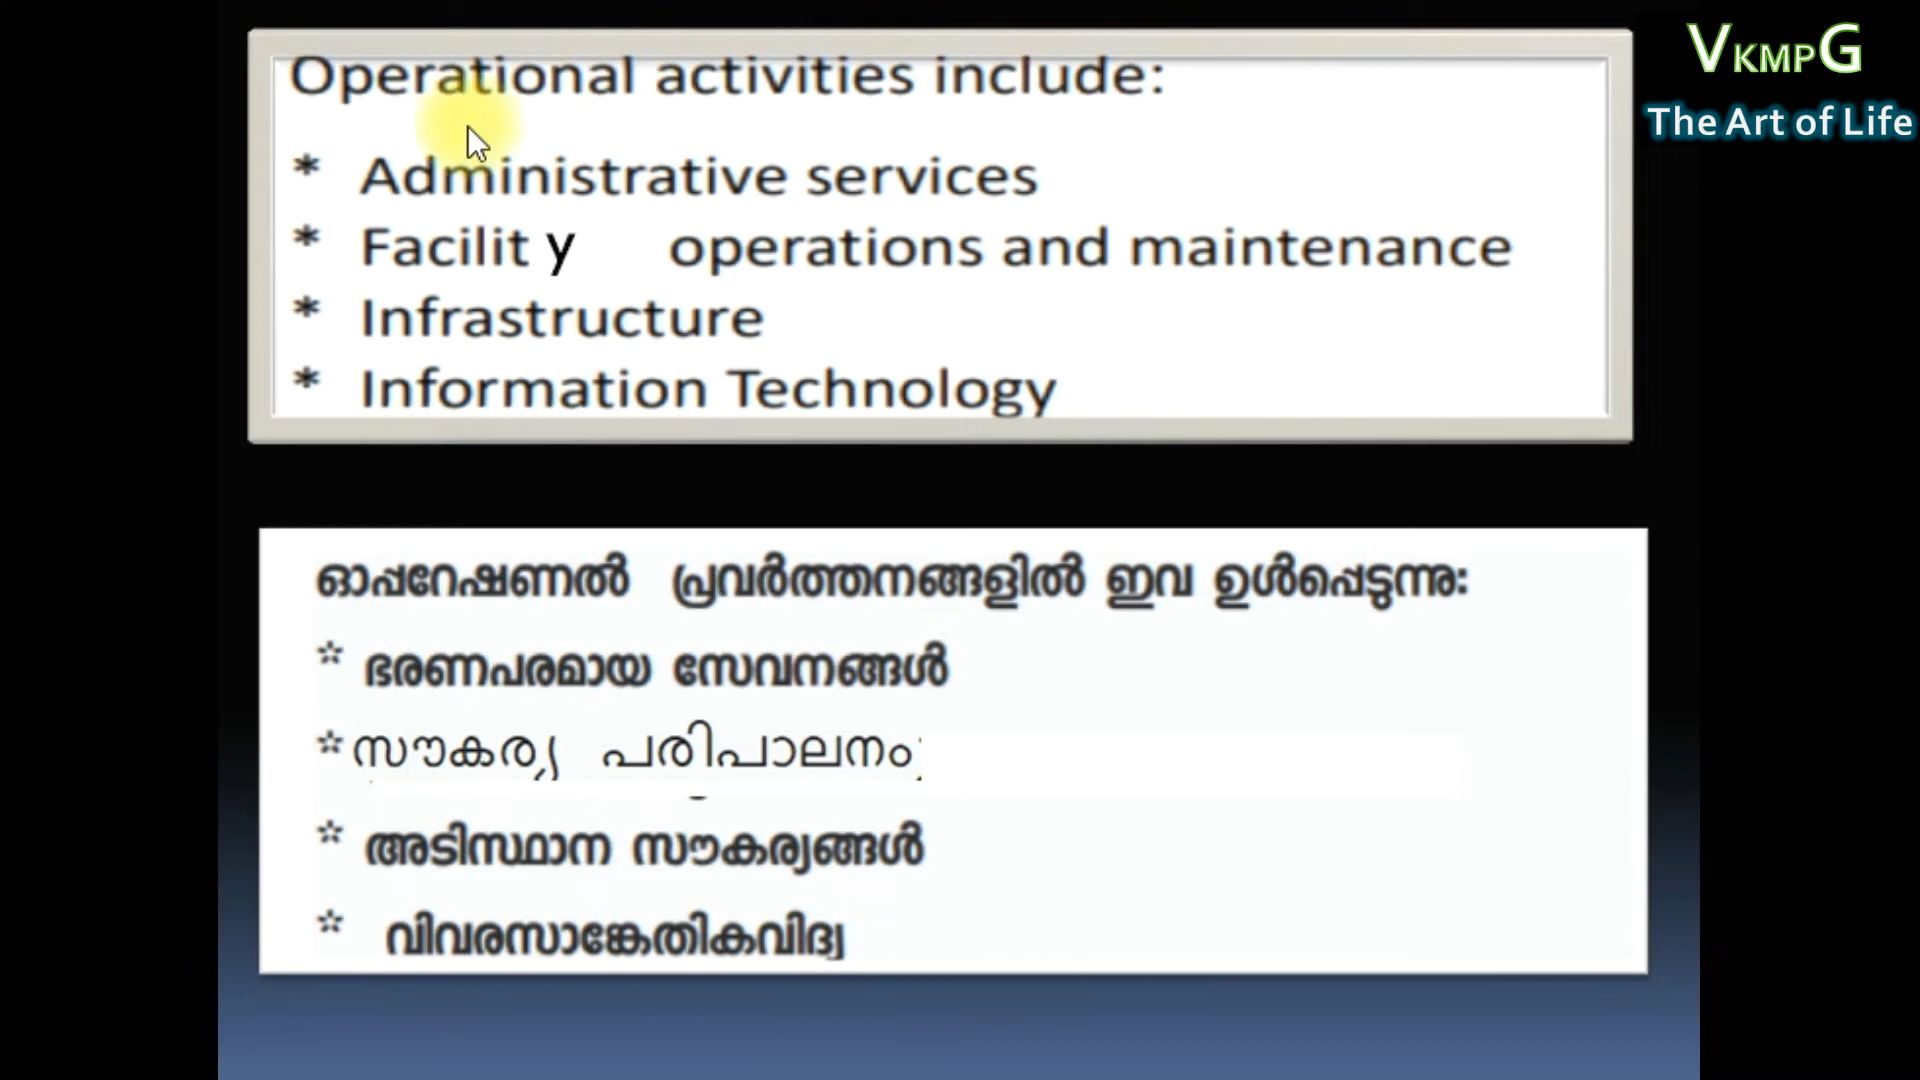 Operational activities include:
* Administrative services
* Facility operations and maintenance
* Infrastructure
* Information Technology
VKMPG
The Art of Life
ഓപ്പറേഷണൽ പ്രവർത്തനങ്ങളിൽ ഇവ ഉൾപ്പെടുന്നു:
* ഭരണപരമായ സേവനങ്ങൾ
* സൗകര്യ പരിപാലനം
* അടിസ്ഥാന സൗകര്യങ്ങൾ
* വിവരസാങ്കേതികവിദ്യ